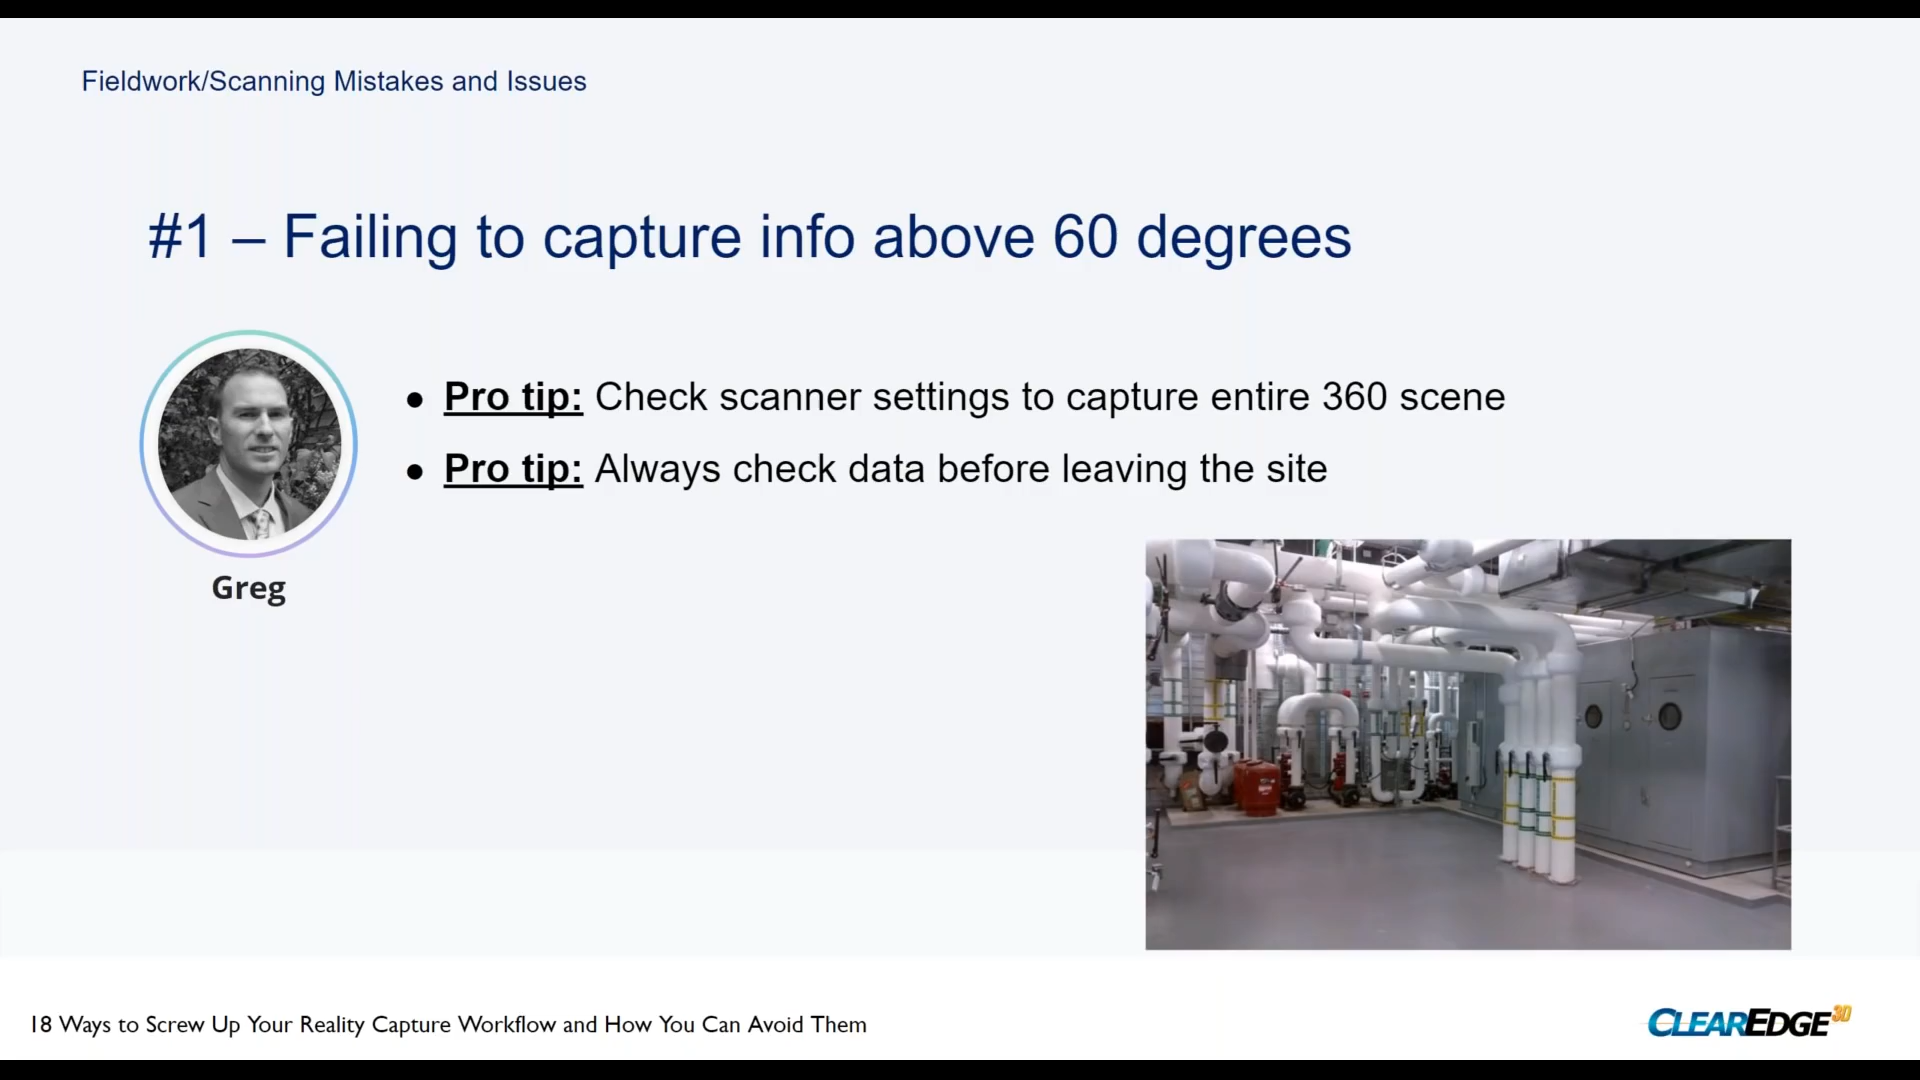 Fieldwork/Scanning Mistakes and Issues
#1 – Failing to capture info above 60 degrees
● Pro tip: Check scanner settings to capture entire 360 scene
● Pro tip: Always check data before leaving the site
Greg
18 Ways to Screw Up Your Reality Capture Workflow and How You Can Avoid Them
CLEAREDGE3D